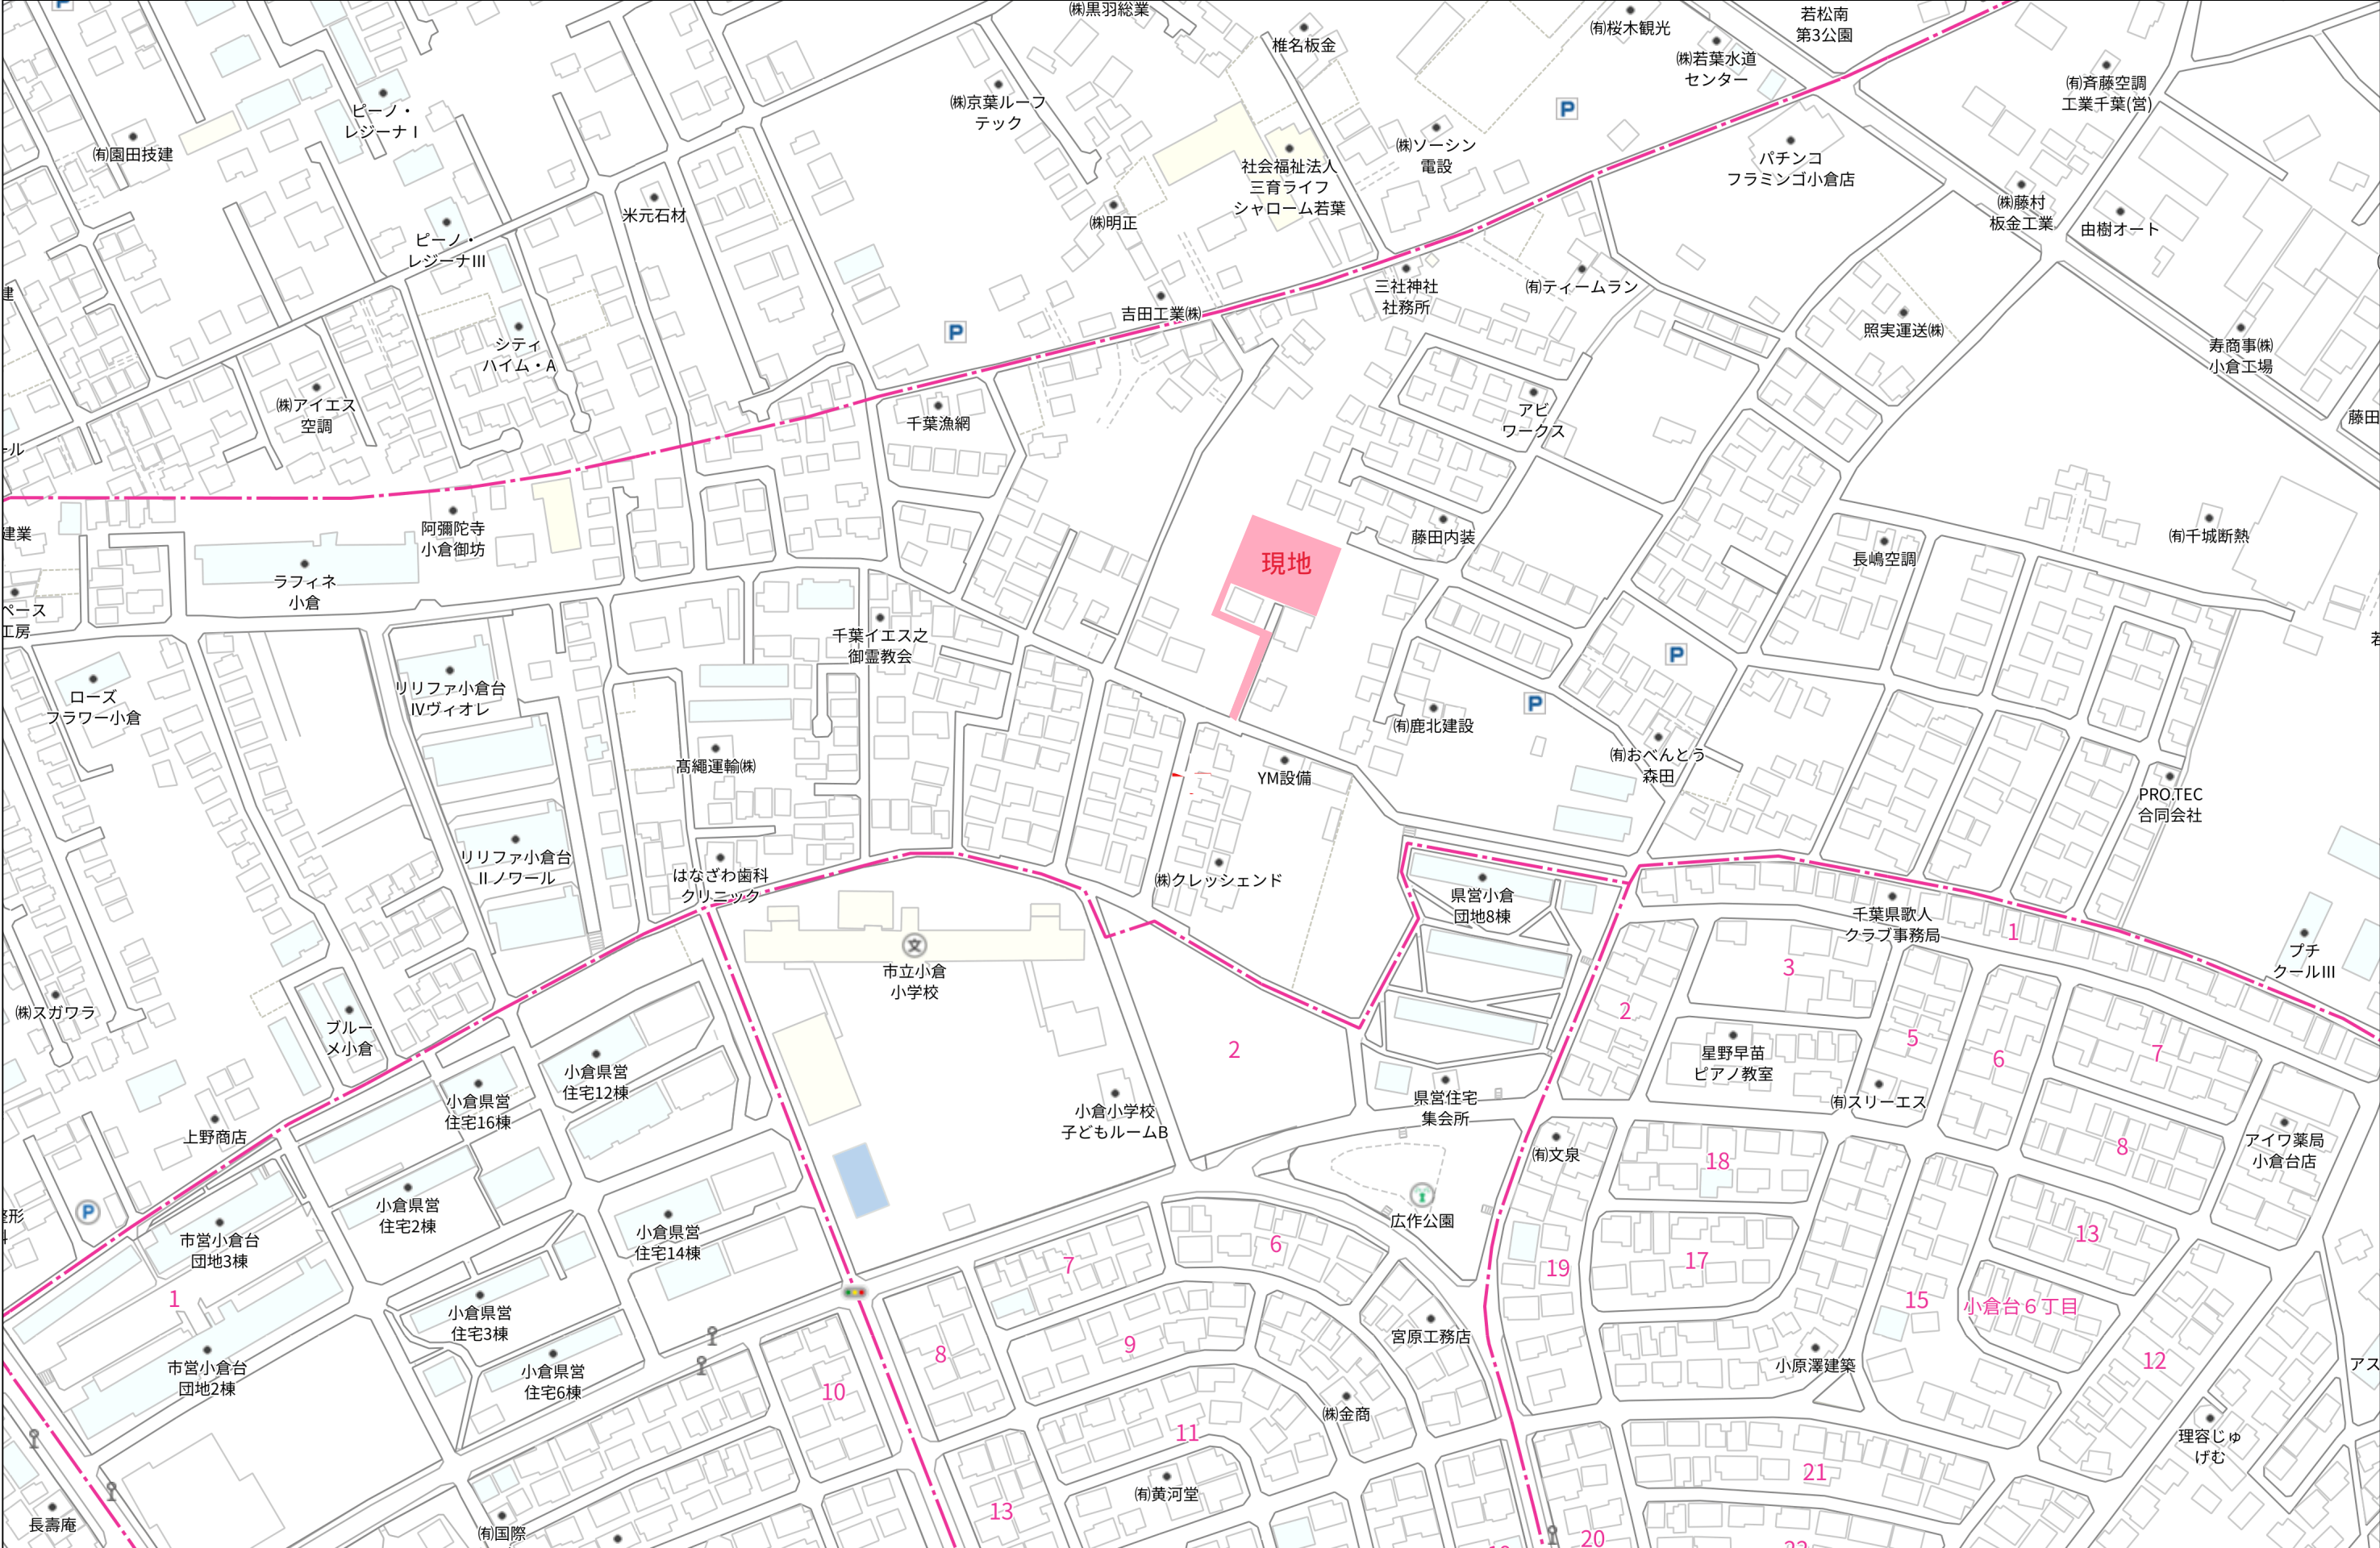 ㈱黒羽総業
椎名板金
㈲桜木観光
若松南
第3公園
㈱若葉水道
センター
㈲斉藤空調
工業千葉(営)
ピーノ・
レジーナⅠ
㈱京葉ルーフ
テック
㈲園田技建
社会福祉法人
三育ライフ
シャローム若葉
㈱ソーシン
電設
パチンコ
フラミンゴ小倉店
米元石材
㈱明正
㈱藤村
板金工業
由樹オート
ピーノ・
レジーナⅢ
三社神社
社務所
㈲ティームラン
建
吉田工業㈱
照実運送㈱
シティ
ハイム・A
寿商事㈱
小倉工場
㈱アイエス
空調
千葉漁網
アビ
ワークス
藤田
ール
建業
阿彌陀寺
小倉御坊
藤田内装
㈲千城断熱
現地
長嶋空調
ラフィネ
小倉
ペース
工房
千葉イエス之
御霊教会
若
ローズ
フラワー小倉
リリファ小倉台
Ⅳヴィオレ
㈲鹿北建設
髙繩運輸㈱
YM設備
㈲おべんとう
森田
PRO.TEC
合同会社
リリファ小倉台
Ⅱノワール
はなざわ歯科
クリニック
㈱クレッシェンド
県営小倉
団地8棟
千葉県歌人
クラブ事務局
1
市立小倉
小学校
3
プチ
クールⅢ
㈱スガワラ
ブルー
メ小倉
2
2
星野早苗
ピアノ教室
5
6
7
小倉県営
住宅12棟
小倉県営
住宅16棟
県営住宅
集会所
㈲スリーエス
上野商店
小倉小学校
子どもルームB
㈲文泉
18
8
アイワ薬局
小倉台店
整形
小倉県営
住宅2棟
広作公園
市営小倉台
団地3棟
小倉県営
住宅14棟
6
7
19
17
13
1
小倉県営
住宅3棟
15
小倉台６丁目
宮原工務店
9
8
小原澤建築
12
アス
市営小倉台
団地2棟
小倉県営
住宅6棟
10
㈱金商
11
理容じゅ
げむ
21
㈲黄河堂
13
長壽庵
㈲国際
20